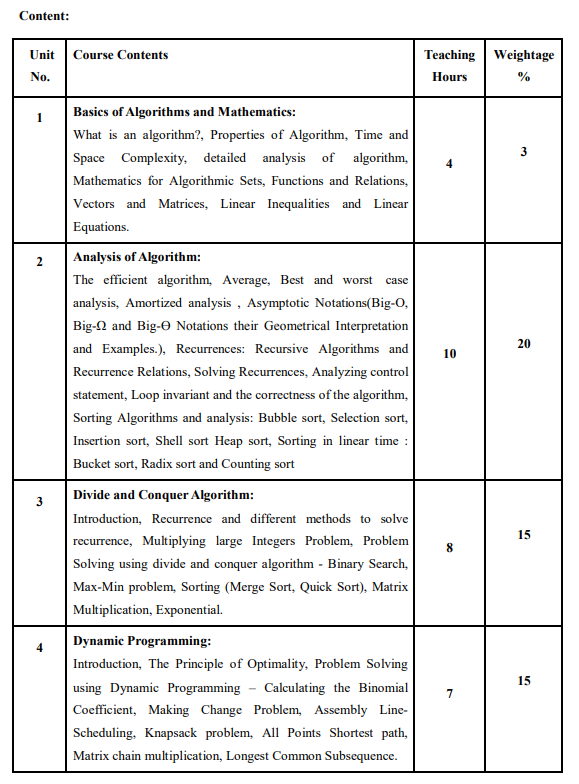 Content:
Unit No. Course Contents Teaching Hours Weightage %
1
Basics of Algorithms and Mathematics:
What is an algorithm?, Properties of Algorithm, Time and
Space Complexity, detailed analysis of algorithm,
Mathematics for Algorithmic Sets, Functions and Relations,
Vectors and Matrices, Linear Inequalities and Linear
Equations.
4
3
2
Analysis of Algorithm:
The efficient algorithm, Average, Best and worst case
analysis, Amortized analysis , Asymptotic Notations(Big-O,
Big-Ω and Big-Θ Notations their Geometrical Interpretation
and Examples.), Recurrences: Recursive Algorithms and
Recurrence Relations, Solving Recurrences, Analyzing control
statement, Loop invariant and the correctness of the algorithm,
Sorting Algorithms and analysis: Bubble sort, Selection sort,
Insertion sort, Shell sort Heap sort, Sorting in linear time :
Bucket sort, Radix sort and Counting sort
10
20
3
Divide and Conquer Algorithm:
Introduction, Recurrence and different methods to solve
recurrence, Multiplying large Integers Problem, Problem
Solving using divide and conquer algorithm - Binary Search,
Max-Min problem, Sorting (Merge Sort, Quick Sort), Matrix
Multiplication, Exponential.
8
15
4
Dynamic Programming:
Introduction, The Principle of Optimality, Problem Solving
using Dynamic Programming – Calculating the Binomial
Coefficient, Making Change Problem, Assembly Line-
Scheduling, Knapsack problem, All Points Shortest path,
Matrix chain multiplication, Longest Common Subsequence.
7
15